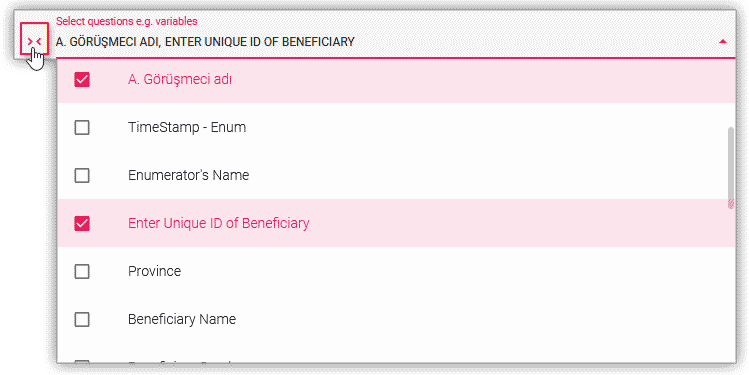 Select questions e.g. variables
A. GÖRÜŞMECİ ADI, ENTER UNIQUE ID OF BENEFICIARY
A. Görüşmeci adı
TimeStamp - Enum
Enumerator's Name
Enter Unique ID of Beneficiary
Province
Beneficiary Name